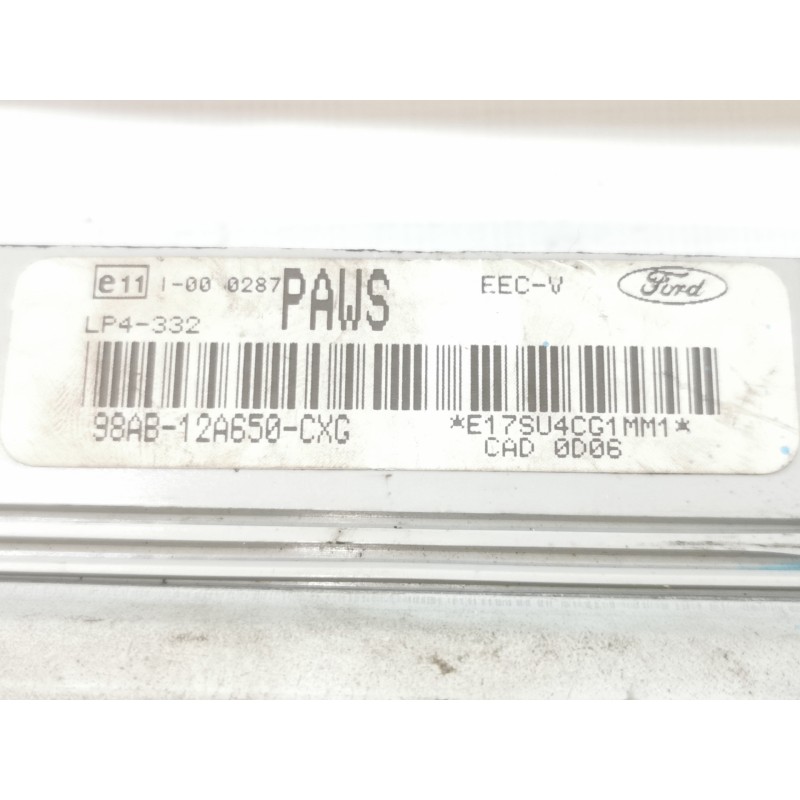 e11 I-00 0287 PAWS EEC-V Ford
LP4-332
98AB-12A650-CXG *E17SU4CG1MM1*
CAD 0D06